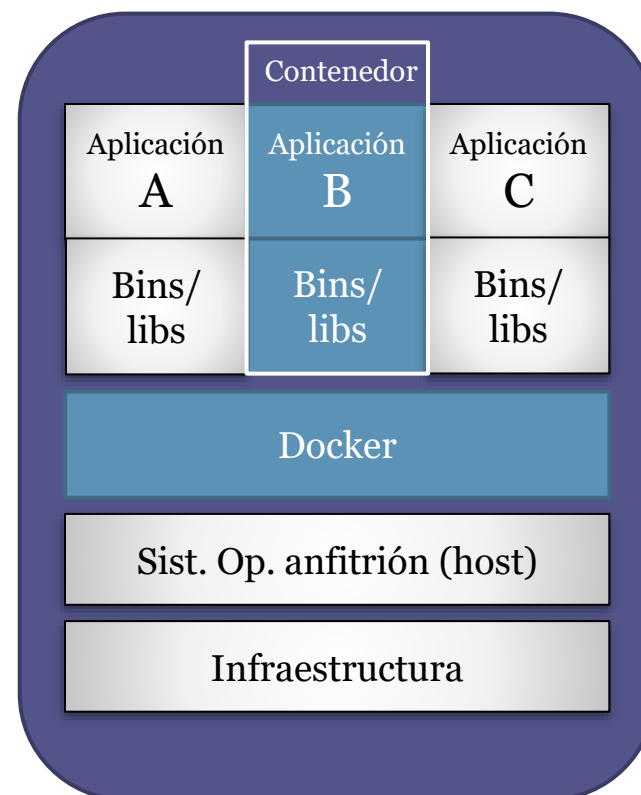 Contenedor
Aplicación
A
Aplicación
B
Aplicación
C
Bins/
libs
Bins/
libs
Bins/
libs
Docker
Sist. Op. anfitrión (host)
Infraestructura